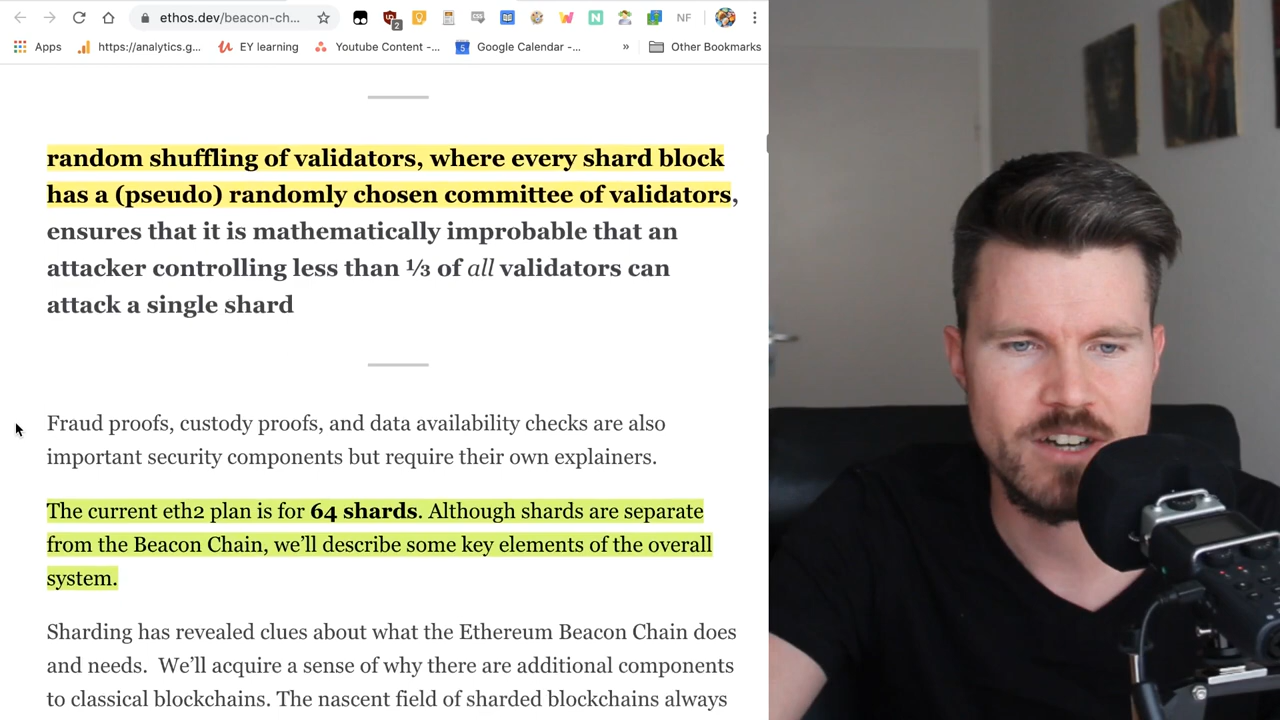 ethos.dev/beacon-ch...
2
NF
Apps
https://analytics.g...
EY learning
Youtube Content -...
5
Google Calendar -...
»
Other Bookmarks
random shuffling of validators, where every shard block
has a (pseudo) randomly chosen committee of validators,
ensures that it is mathematically improbable that an
attacker controlling less than ⅓ of all validators can
attack a single shard
Fraud proofs, custody proofs, and data availability checks are also
important security components but require their own explainers.
The current eth2 plan is for 64 shards. Although shards are separate
from the Beacon Chain, we’ll describe some key elements of the overall
system.
Sharding has revealed clues about what the Ethereum Beacon Chain does
and needs.  We’ll acquire a sense of why there are additional components
to classical blockchains. The nascent field of sharded blockchains always